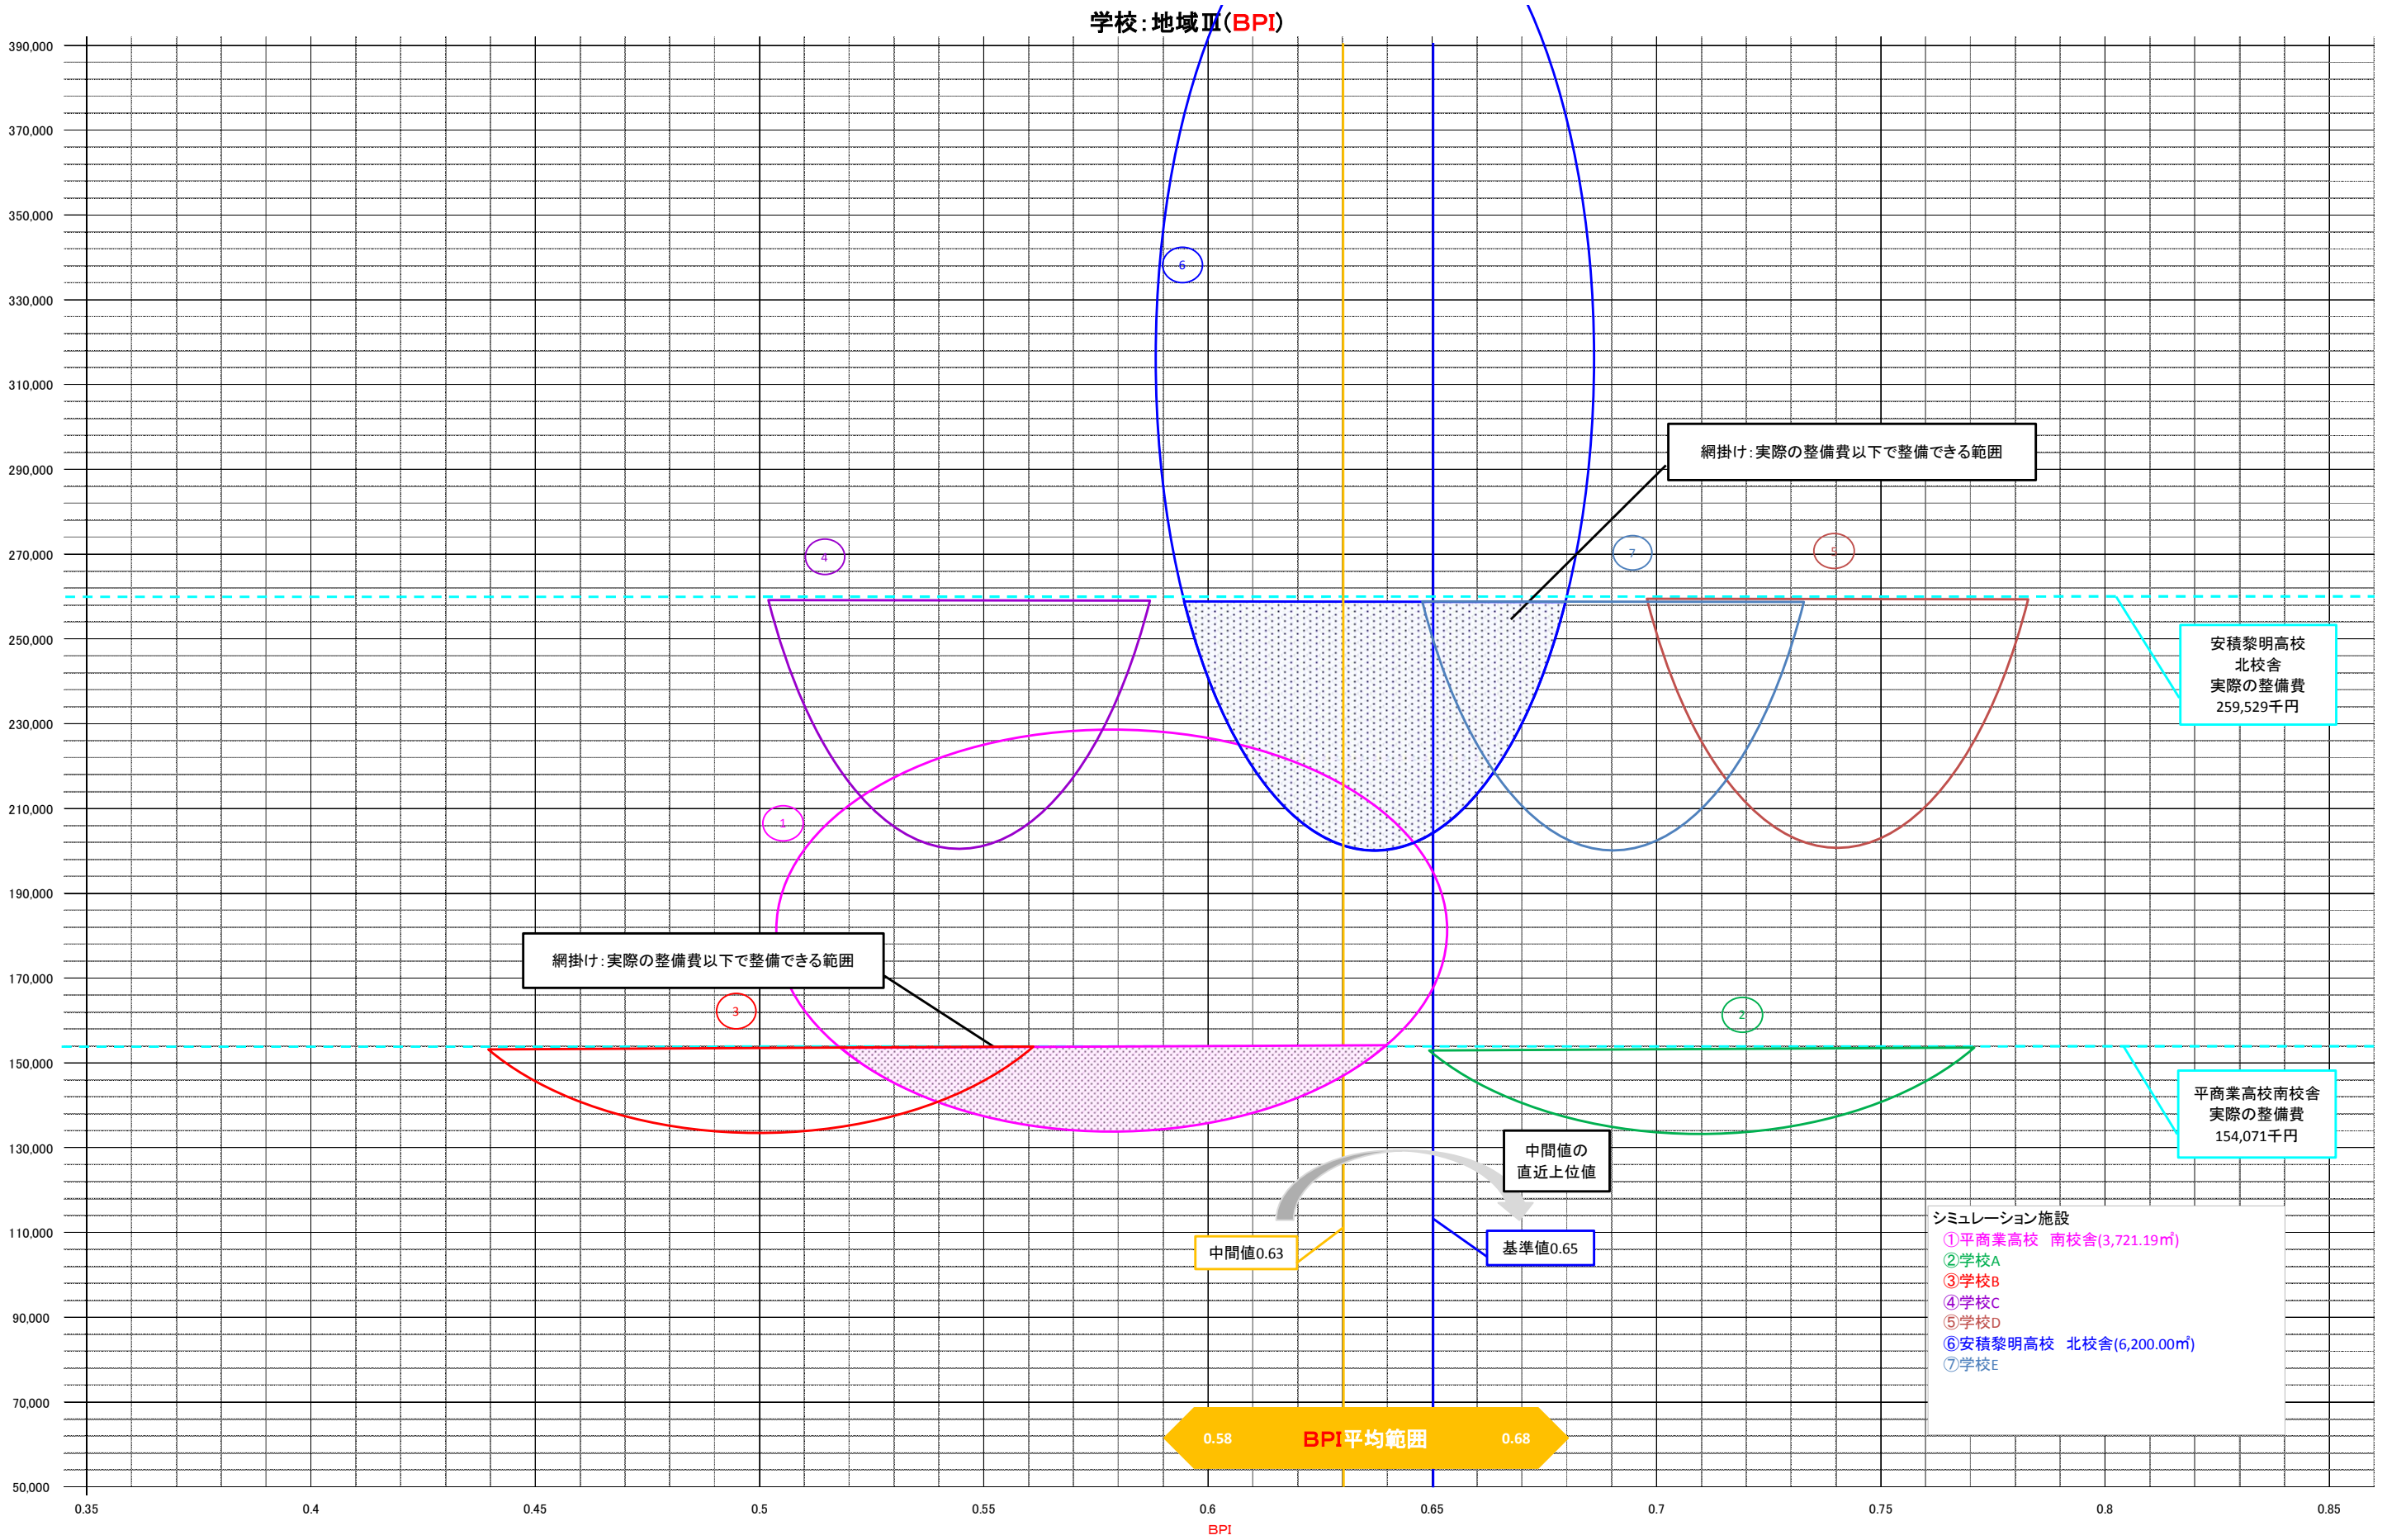 学校：地域Ⅲ(BPI)
390,000
370,000
350,000
330,000
310,000
290,000
270,000
250,000
230,000
210,000
190,000
170,000
150,000
130,000
110,000
90,000
70,000
50,000
6
網掛け：実際の整備費以下で整備できる範囲
4
7
5
安積黎明高校
北校舎
実際の整備費
259,529千円
1
網掛け：実際の整備費以下で整備できる範囲
3
2
平商業高校南校舎
実際の整備費
154,071千円
中間値の
直近上位値
中間値0.63
基準値0.65
シミュレーション施設
①平商業高校　南校舎(3,721.19㎡)
②学校A
③学校B
④学校C
⑤学校D
⑥安積黎明高校　北校舎(6,200.00㎡)
⑦学校E
0.58 BPI平均範囲 0.68
0.35 0.4 0.45 0.5 0.55 0.6 0.65 0.7 0.75 0.8 0.85
BPI